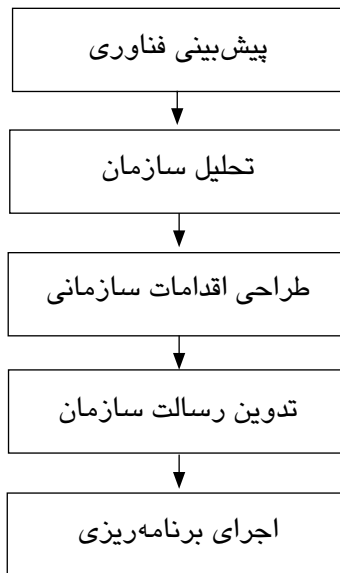 پیش‌بینی فناوری
تحلیل سازمان
طراحی اقدامات سازمانی
تدوین رسالت سازمان
اجرای برنامه‌ریزی